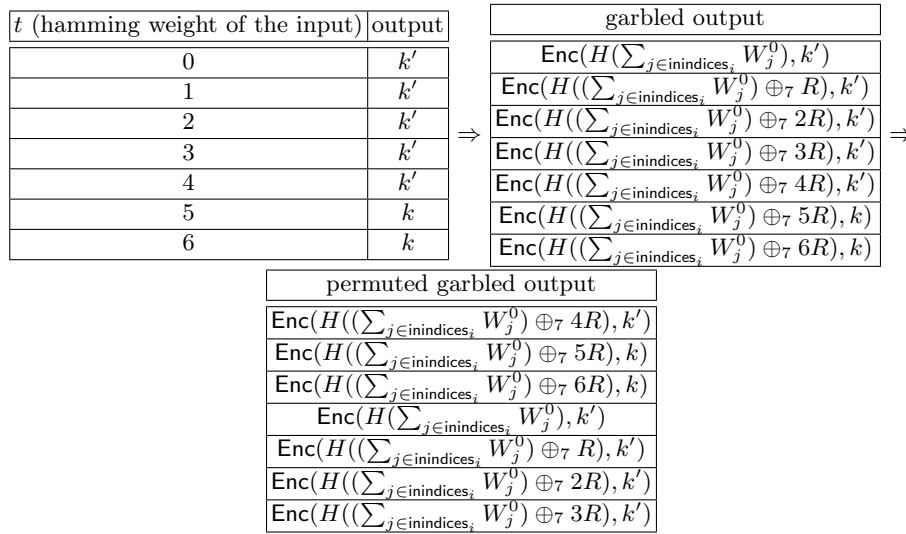 t (hamming weight of the input) output
0 k′
1 k′
2 k′
3 k′
4 k′
5 k
6 k
⇒
garbled output
Enc(H(∑_{j∈inindices_i} W_j^0), k′)
Enc(H((∑_{j∈inindices_i} W_j^0) ⊕_7 R), k′)
Enc(H((∑_{j∈inindices_i} W_j^0) ⊕_7 2R), k′)
Enc(H((∑_{j∈inindices_i} W_j^0) ⊕_7 3R), k′)
Enc(H((∑_{j∈inindices_i} W_j^0) ⊕_7 4R), k′)
Enc(H((∑_{j∈inindices_i} W_j^0) ⊕_7 5R), k)
Enc(H((∑_{j∈inindices_i} W_j^0) ⊕_7 6R), k)
⇒
permuted garbled output
Enc(H((∑_{j∈inindices_i} W_j^0) ⊕_7 4R), k′)
Enc(H((∑_{j∈inindices_i} W_j^0) ⊕_7 5R), k)
Enc(H((∑_{j∈inindices_i} W_j^0) ⊕_7 6R), k)
Enc(H(∑_{j∈inindices_i} W_j^0), k′)
Enc(H((∑_{j∈inindices_i} W_j^0) ⊕_7 R), k′)
Enc(H((∑_{j∈inindices_i} W_j^0) ⊕_7 2R), k′)
Enc(H((∑_{j∈inindices_i} W_j^0) ⊕_7 3R), k′)